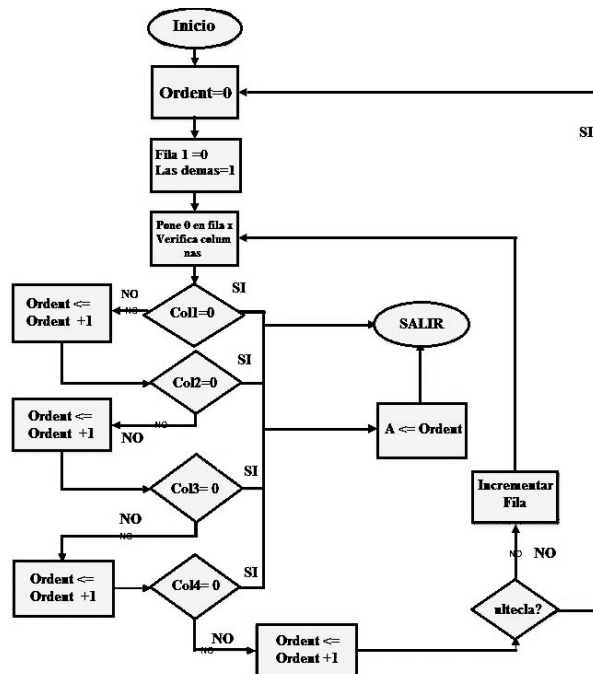 Inicio
Ordent=0
SI
Fila 1 =0
Las demas=1
Pone 0 en fila x
Verifica colum
nas
NO
NO
SI
Ordent <=
Ordent +1
Col1=0
SALIR
SI
Col2=0
Ordent <=
Ordent +1
NO
NO
A <= Ordent
SI
Col3= 0
Incrementar
Fila
NO
NO
Ordent <=
Ordent +1
Col4= 0
SI
NO
NO
ultecla?
NO
NO
Ordent <=
Ordent +1